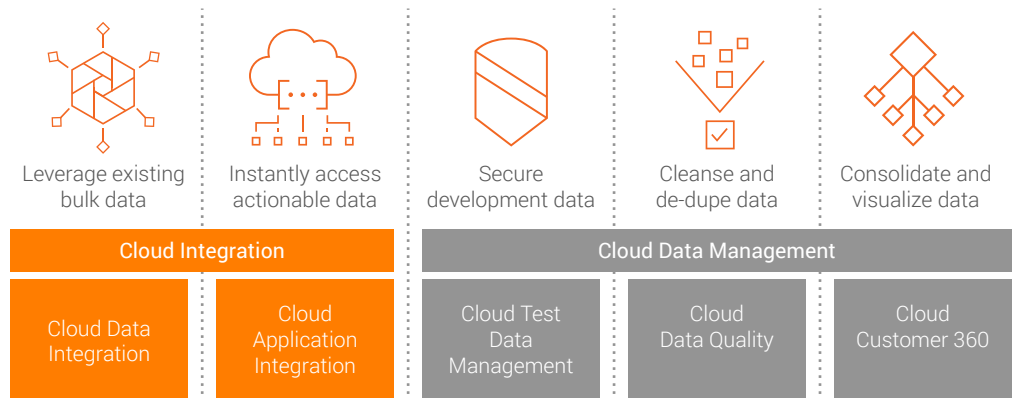 Leverage existing
bulk data
Instantly access
actionable data
Secure
development data
Cleanse and
de-dupe data
Consolidate and
visualize data
Cloud Integration
Cloud Data Management
Cloud Data
Integration
Cloud
Application
Integration
Cloud Test
Data
Management
Cloud
Data Quality
Cloud
Customer 360